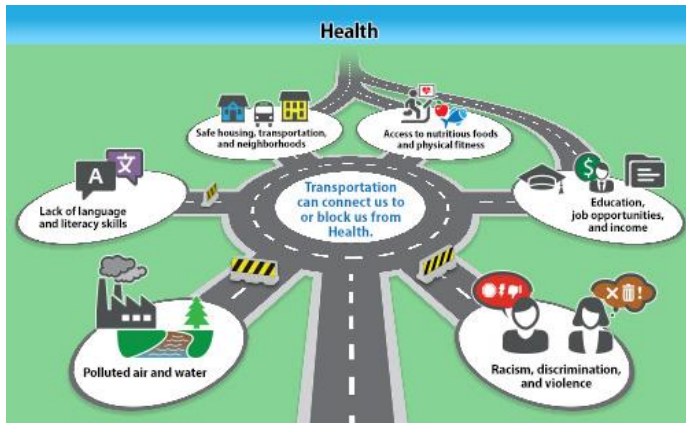 Health
Safe housing, transportation,
and neighborhoods
Access to nutritious foods
and physical fitness
A 文
Lack of language
and literacy skills
Transportation
can connect us to
or block us from
Health.
$
Education,
job opportunities,
and income
Polluted air and water
Racism, discrimination,
and violence